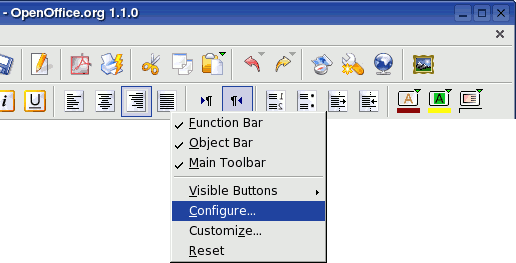 - OpenOffice.org 1.1.0
i U
A A
Function Bar
Object Bar
Main Toolbar
Visible Buttons
Configure...
Customize...
Reset